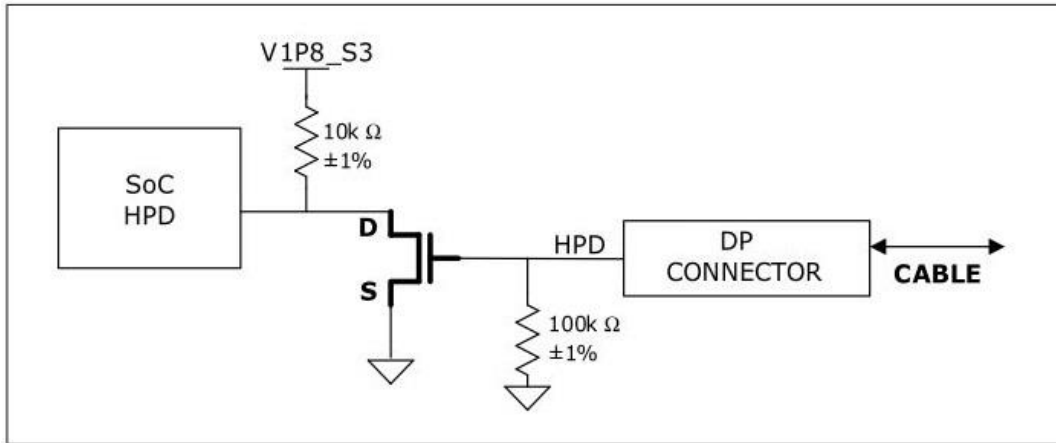 V1P8_S3
10k Ω
±1%
SoC
HPD
D
S
HPD
DP
CONNECTOR
CABLE
100k Ω
±1%